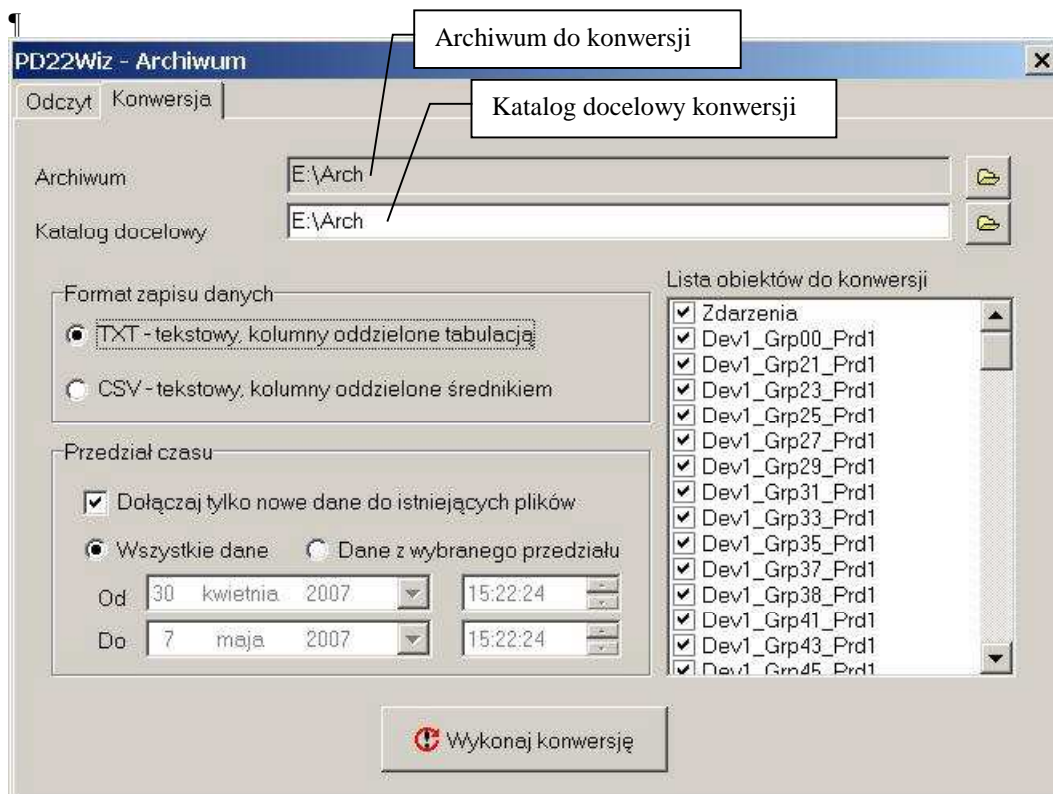 ¶
Archiwum do konwersji
PD22Wiz - Archiwum
Odczyt Konwersja
Katalog docelowy konwersji
Archiwum E:\Arch
Katalog docelowy E:\Arch
Format zapisu danych
TXT - tekstowy, kolumny oddzielone tabulacją
CSV - tekstowy, kolumny oddzielone średnikiem
Przedział czasu
Dołączaj tylko nowe dane do istniejących plików
Wszystkie dane Dane z wybranego przedziału
Od 30 kwietnia 2007 15:22:24
Do 7 maja 2007 15:22:24
Lista obiektów do konwersji
Zdarzenia
Dev1_Grp00_Prd1
Dev1_Grp21_Prd1
Dev1_Grp23_Prd1
Dev1_Grp25_Prd1
Dev1_Grp27_Prd1
Dev1_Grp29_Prd1
Dev1_Grp31_Prd1
Dev1_Grp33_Prd1
Dev1_Grp35_Prd1
Dev1_Grp37_Prd1
Dev1_Grp38_Prd1
Dev1_Grp41_Prd1
Dev1_Grp43_Prd1
Dev1_Grp45_Prd1
Wykonaj konwersję